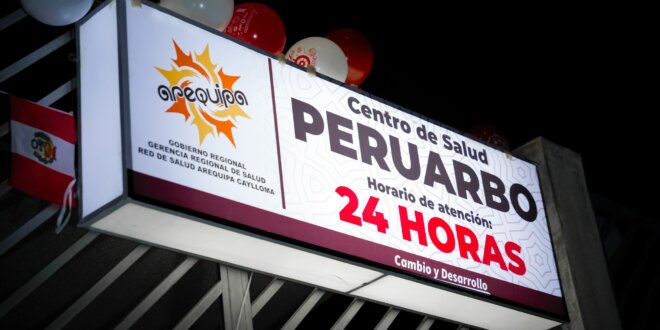 arequipa
GOBIERNO REGIONAL
GERENCIA REGIONAL DE SALUD
RED DE SALUD AREQUIPA CAYLLOMA
Centro de Salud
PERUARBO
Horario de atención:
24 HORAS
Cambio y Desarrollo